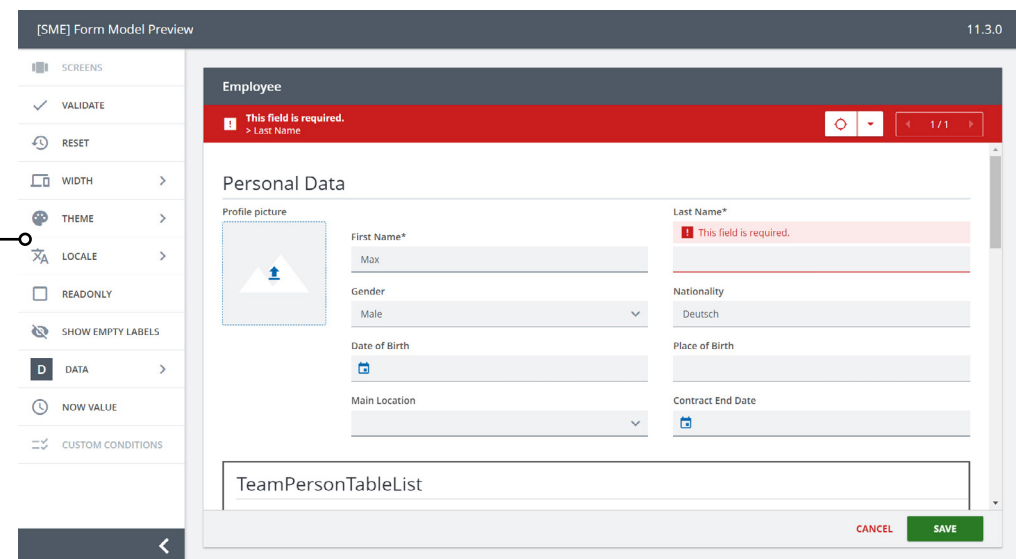 [SME] Form Model Preview
11.3.0
SCREENS
VALIDATE
RESET
WIDTH
THEME
LOCALE
READONLY
SHOW EMPTY LABELS
D DATA
NOW VALUE
CUSTOM CONDITIONS
Employee
This field is required.
> Last Name
1/1
Personal Data
Profile picture
First Name*
Max
Last Name*
This field is required.
Gender
Male
Nationality
Deutsch
Date of Birth
Place of Birth
Main Location
Contract End Date
TeamPersonTableList
CANCEL
SAVE